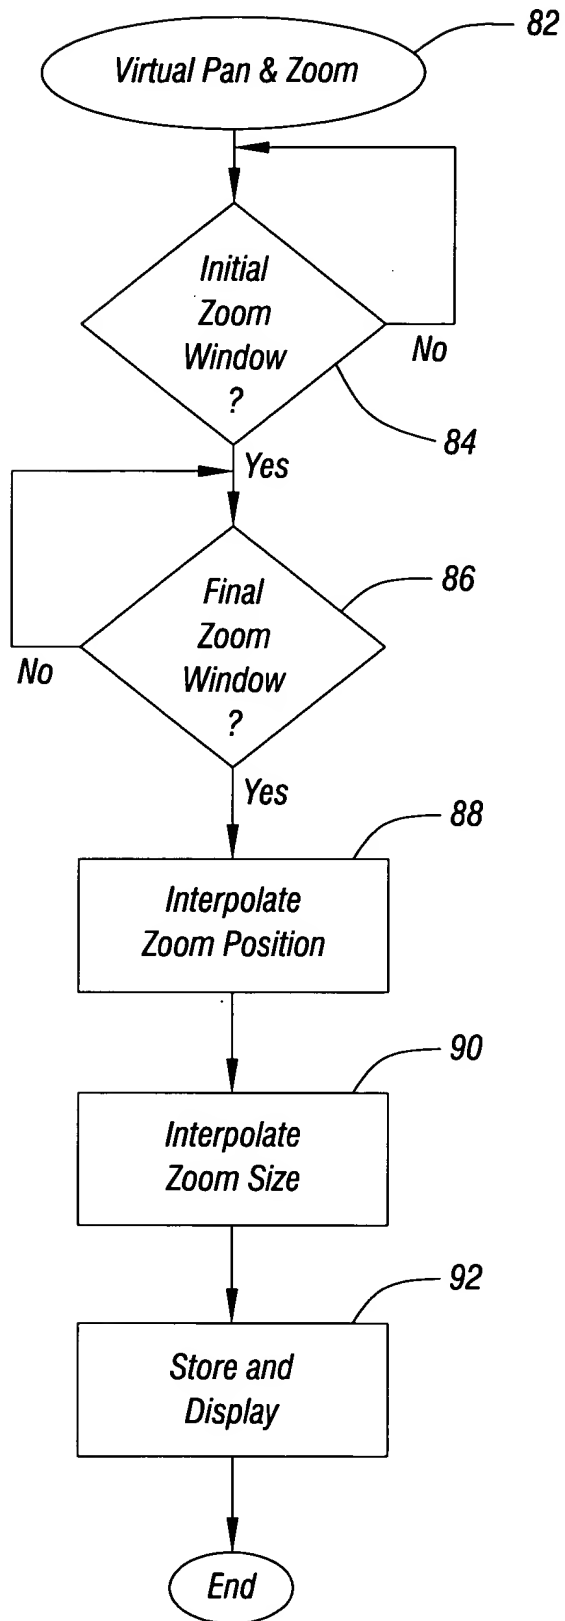 82
Virtual Pan & Zoom
Initial
Zoom
Window
?
No
84
Yes
86
Final
Zoom
Window
?
No
Yes
88
Interpolate
Zoom Position
90
Interpolate
Zoom Size
92
Store and
Display
End